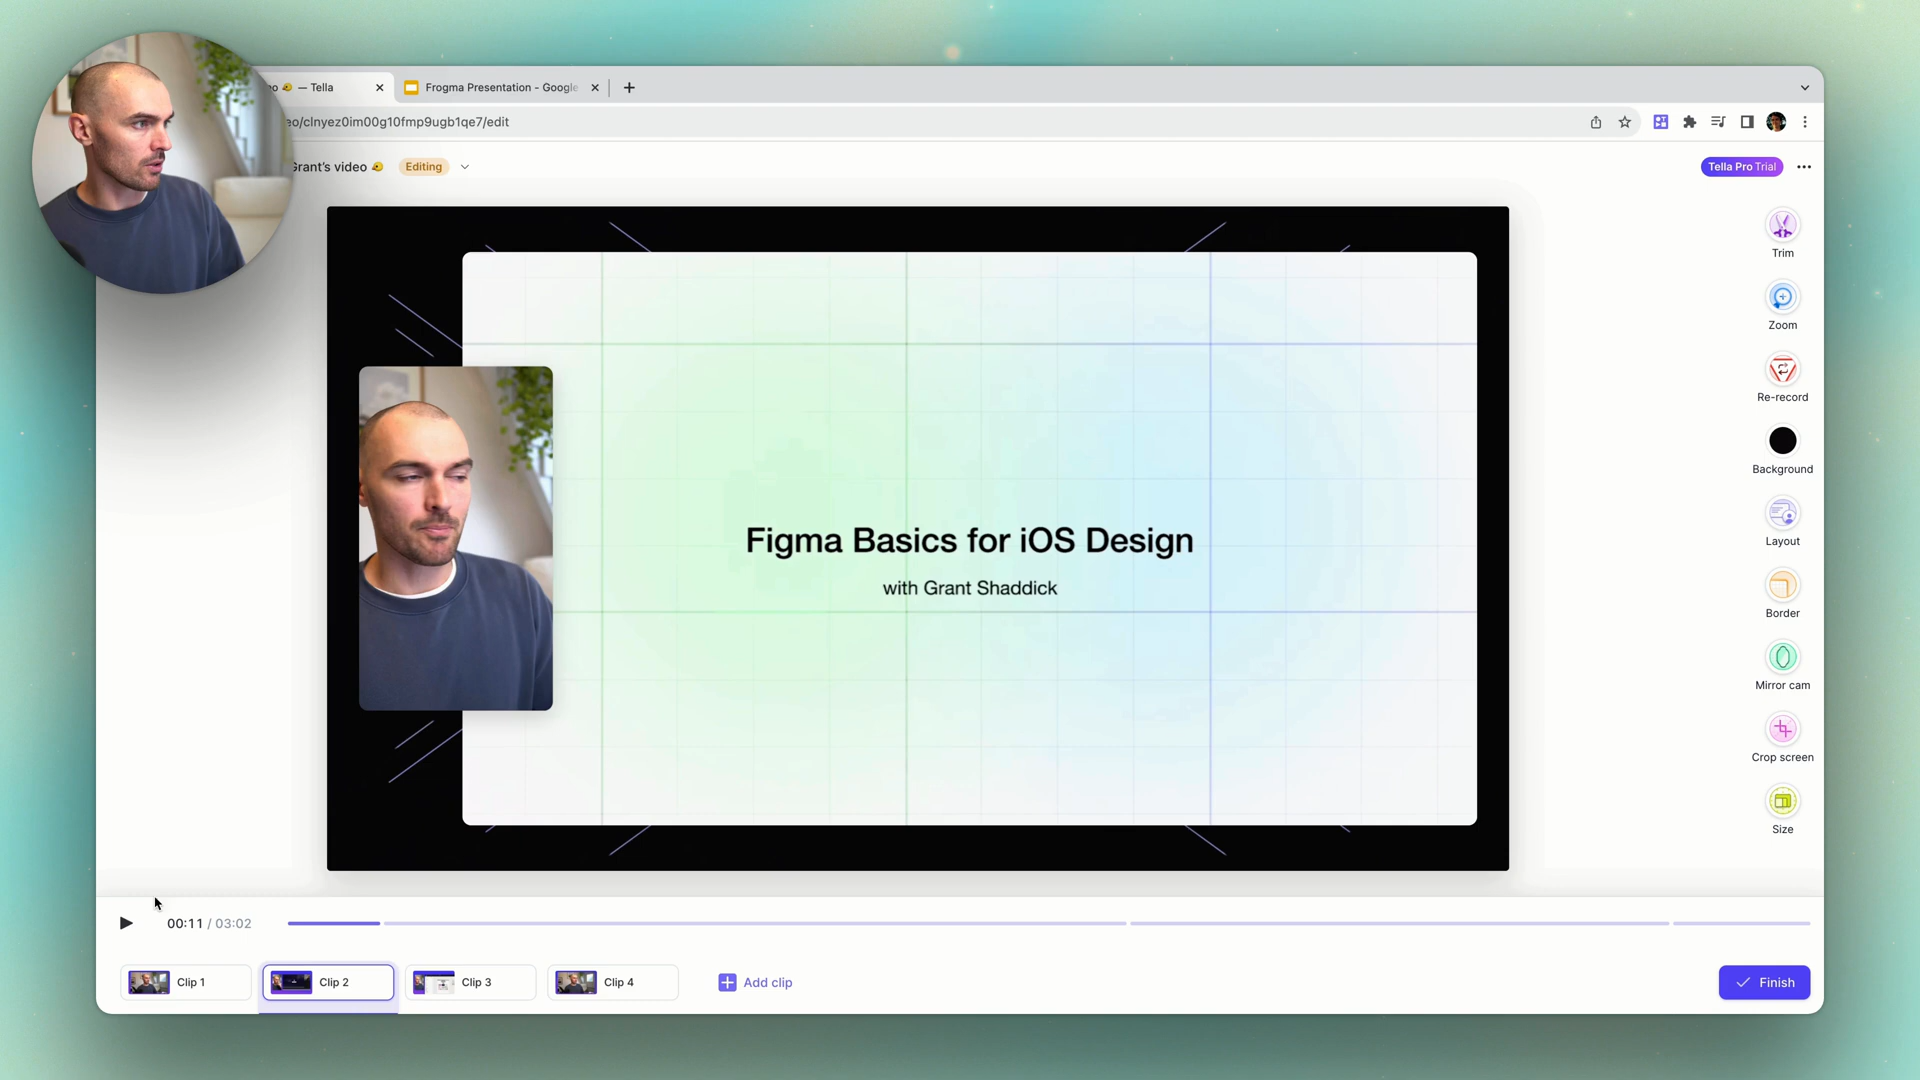 eo 🐡 — Tella
Frogma Presentation - Google
eo/clnyez0im00g10fmp9ugb1qe7/edit
Grant's video 🐡
Editing
Tella Pro Trial
Trim
Zoom
Re-record
Background
Layout
Border
Mirror cam
Crop screen
Size
Figma Basics for iOS Design
with Grant Shaddick
00:11 / 03:02
Clip 1
Clip 2
Clip 3
Clip 4
Add clip
Finish